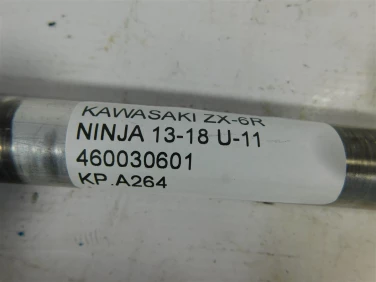 KAWASAKI ZX-6R
NINJA 13-18 U-11
460030601
KP.A264